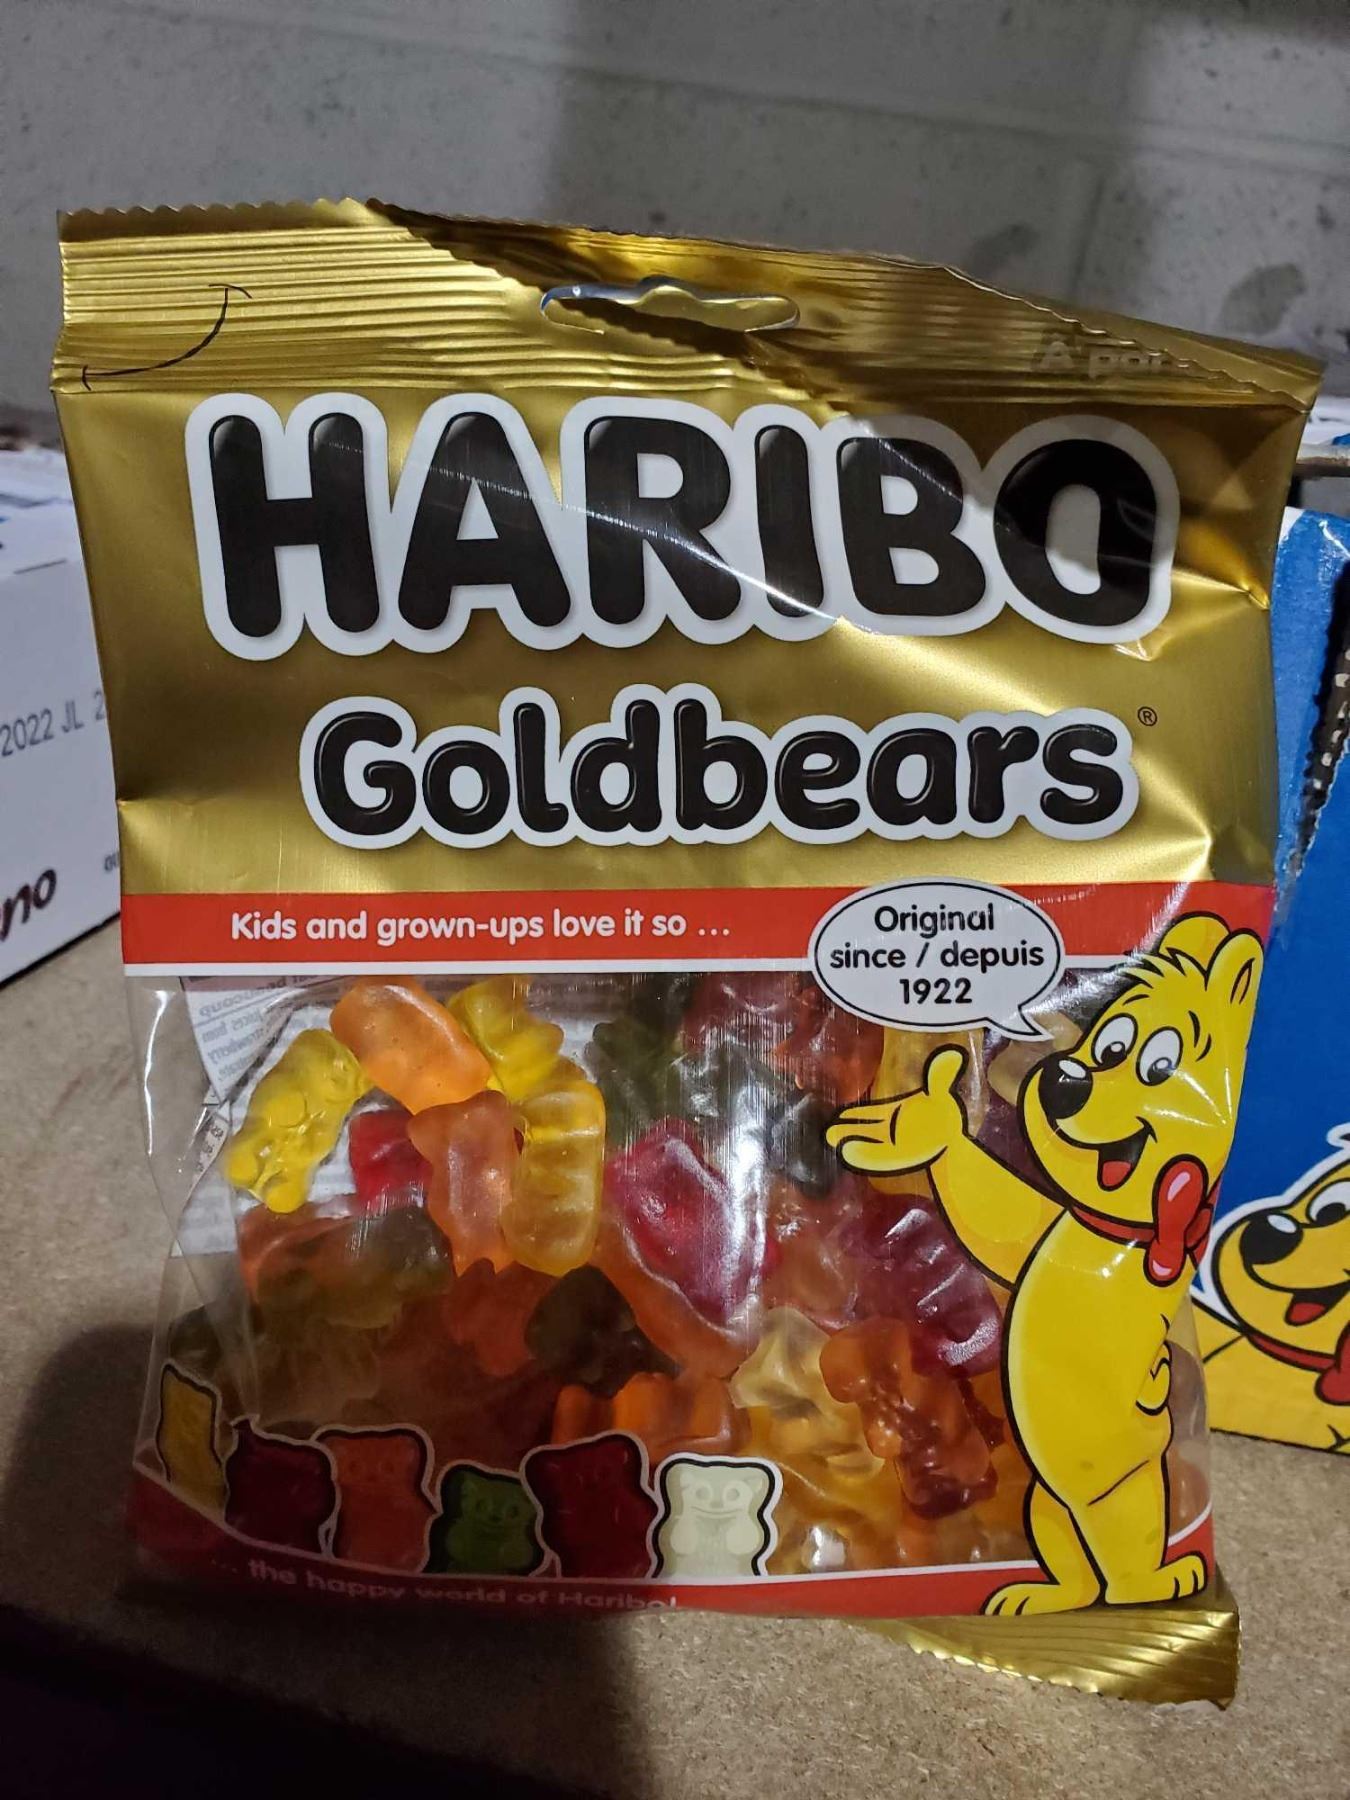 HARIBO
Goldbears®
Kids and grown-ups love it so ...
Original
since / depuis
1922
... the happy world of Haribo!
2022 JL 2